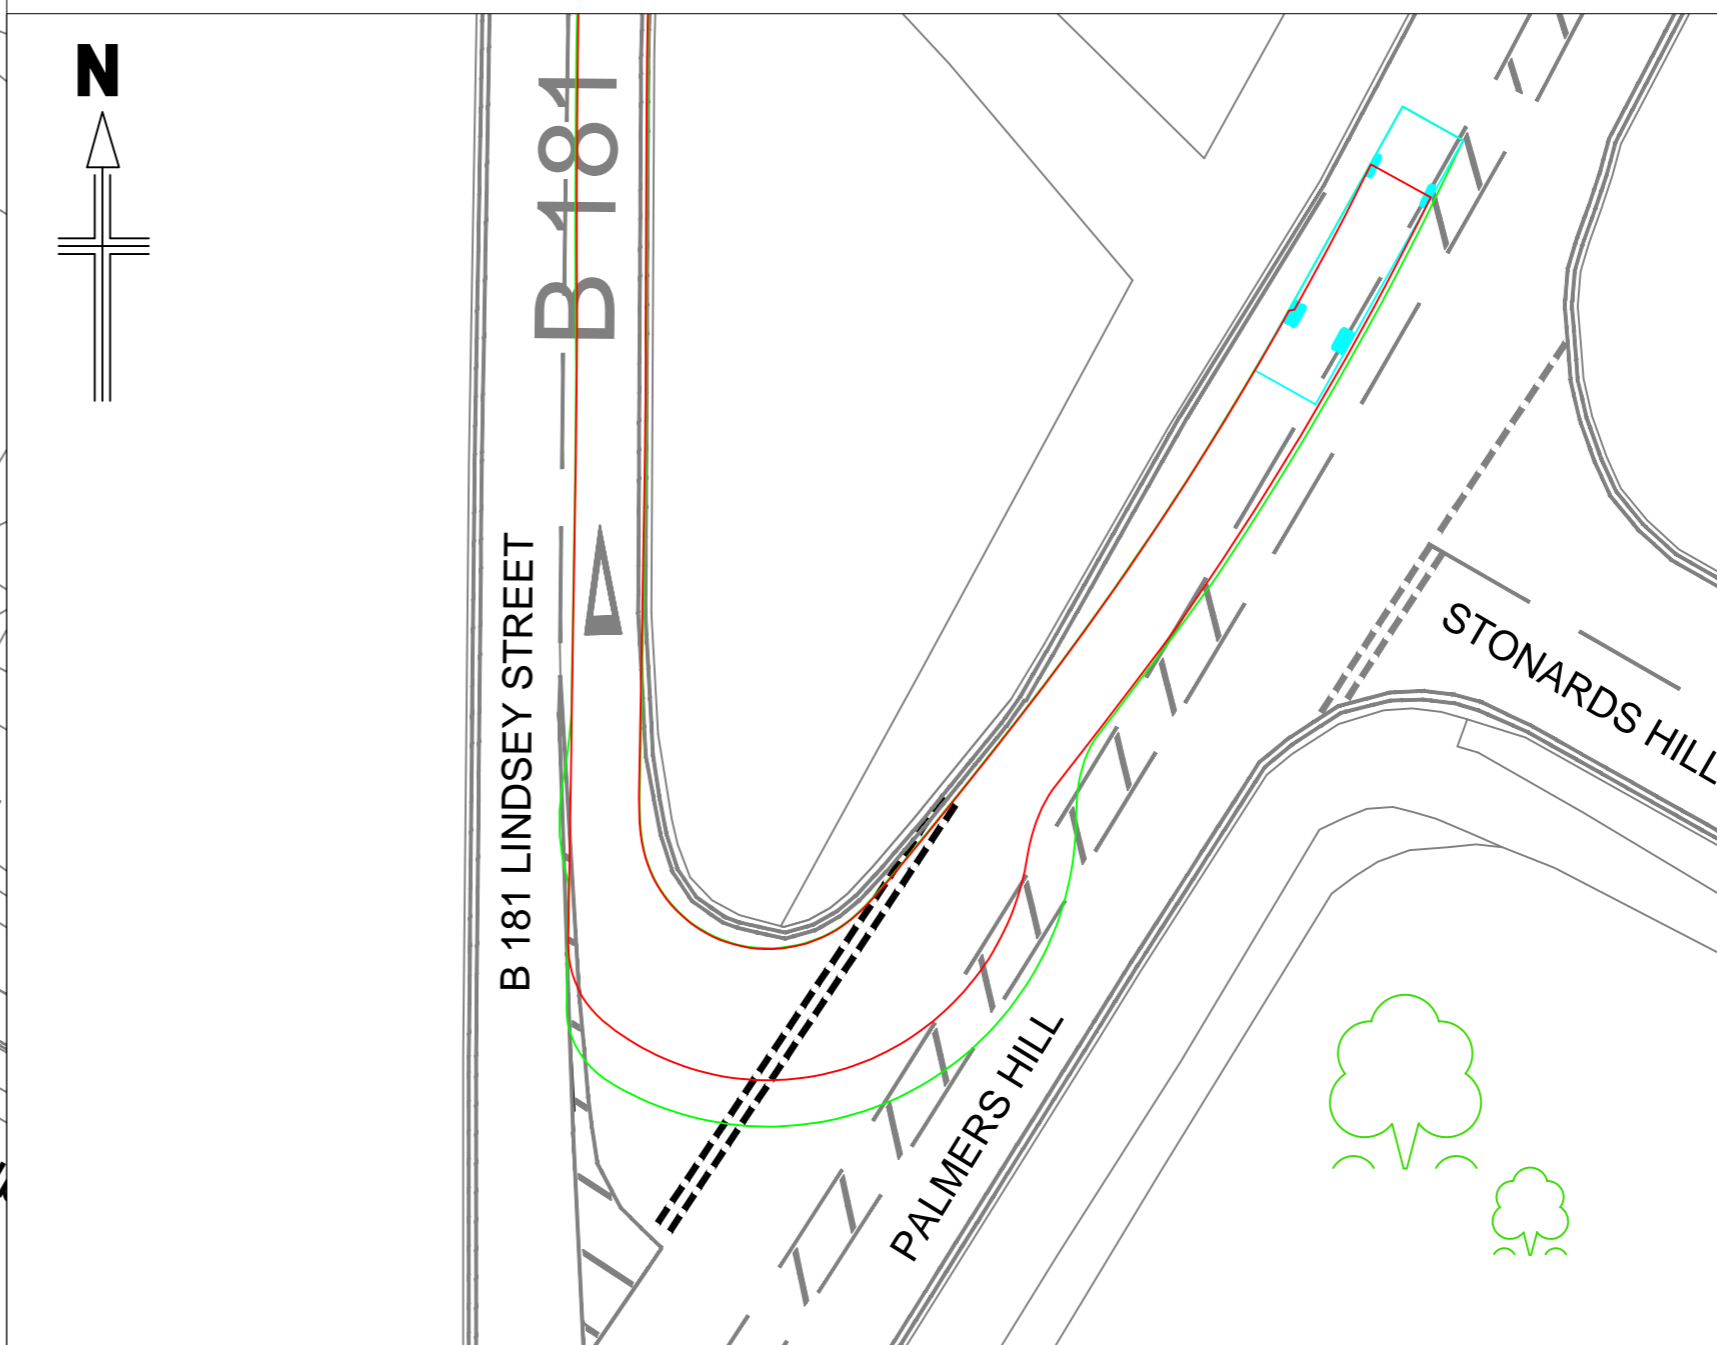 N
B 181
B 181 LINDSEY STREET
STONARDS HILL
PALMERS HILL